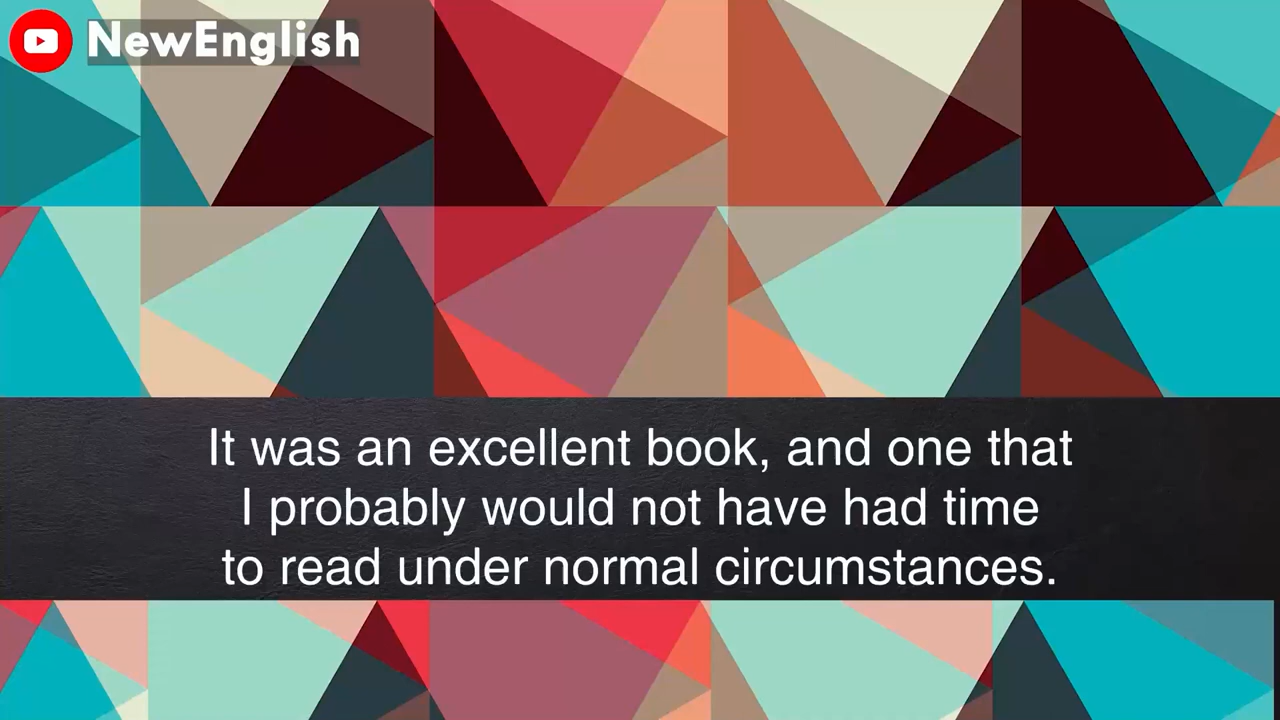 NewEnglish
It was an excellent book, and one that
I probably would not have had time
to read under normal circumstances.